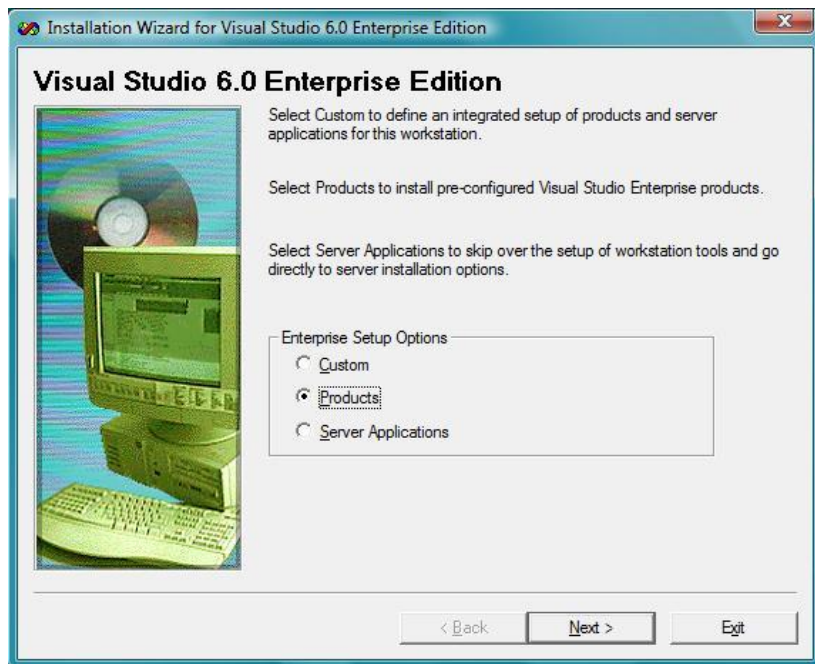 Installation Wizard for Visual Studio 6.0 Enterprise Edition
Visual Studio 6.0 Enterprise Edition
Select Custom to define an integrated setup of products and server
applications for this workstation.
Select Products to install pre-configured Visual Studio Enterprise products.
Select Server Applications to skip over the setup of workstation tools and go
directly to server installation options.
Enterprise Setup Options
Custom
Products
Server Applications
< Back
Next >
Exit